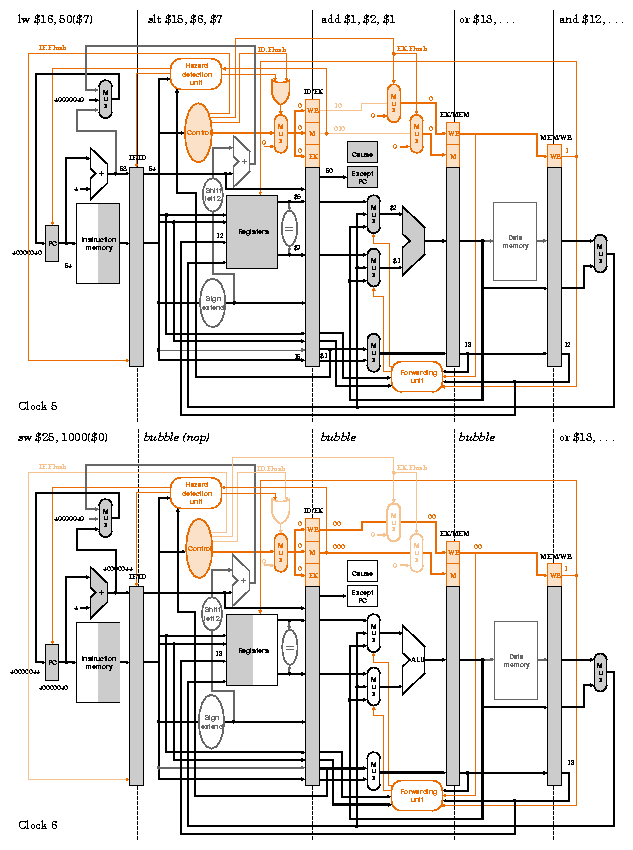 lw $16, 50($7)
slt $15, $6, $7
add $1, $2, $1
or $13, . . .
and $12, . . .
IF.Flush
ID.Flush
EX.Flush
Hazard
detection
unit
M
u
x
40000040
Control
0
M
u
x
ID/EX
WB
M
EX
10
010
0
M
u
x
0
M
u
x
0
0
EX/MEM
WB
M
MEM/WB
WB
1
Cause
Except
PC
50
IF/ID
58
54
+
4
PC
40000040
54
Instruction
memory
Shift
left 2
+
Registers
12
=
$6
$7
M
u
x
M
u
x
$2
$1
Data
memory
M
u
x
Sign
extend
M
u
x
13
12
15
$1
Forwarding
unit
Clock 5
sw $25, 1000($0)
bubble (nop)
bubble
bubble
or $13, . . .
IF.Flush
ID.Flush
EX.Flush
Hazard
detection
unit
M
u
x
40000040
Control
0
M
u
x
ID/EX
0
WB
0
M
0
EX
00
000
0
M
u
x
0
M
u
x
00
EX/MEM
WB
M
MEM/WB
WB
1
Cause
Except
PC
40000044
IF/ID
+
4
PC
40000044
40000040
Instruction
memory
Shift
left 2
+
Registers
13
=
M
u
x
M
u
x
ALU
Data
memory
M
u
x
Sign
extend
M
u
x
13
Forwarding
unit
Clock 6